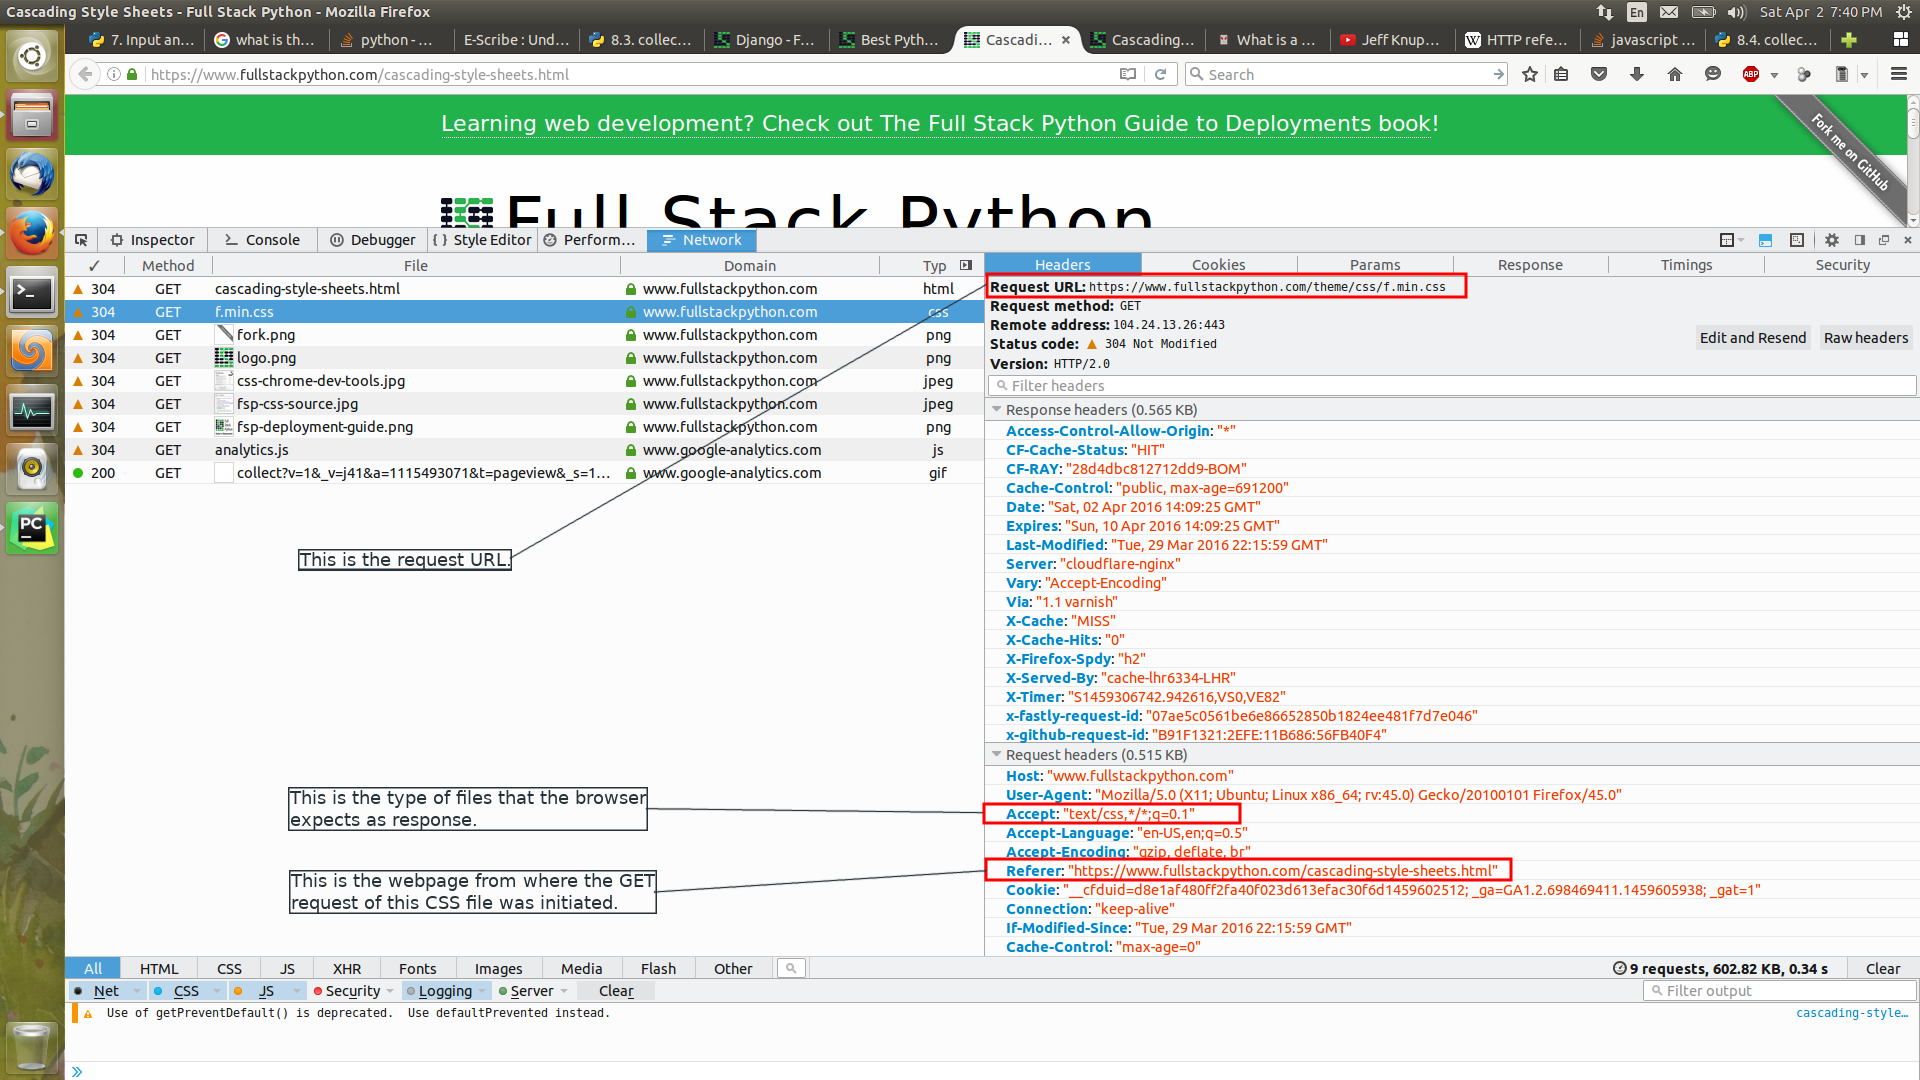 Cascading Style Sheets - Full Stack Python - Mozilla Firefox
En
Sat Apr 2 7:40 PM
7. Input an...
what is th...
python - ...
E-Scribe : Und...
8.3. collec...
Django - F...
Best Pyth...
Cascadi...
Cascading...
What is a ...
Jeff Knup...
HTTP refe...
javascript ...
8.4. collec...
https://www.fullstackpython.com/cascading-style-sheets.html
Search
ABP
Learning web development? Check out The Full Stack Python Guide to Deployments book!
Fork me on GitHub
Full Stack Python
Inspector
Console
Debugger
Style Editor
Perform...
Network
✓ Method File Domain Typ
304 GET cascading-style-sheets.html www.fullstackpython.com html
304 GET f.min.css www.fullstackpython.com css
304 GET fork.png www.fullstackpython.com png
304 GET logo.png www.fullstackpython.com png
304 GET css-chrome-dev-tools.jpg www.fullstackpython.com jpeg
304 GET fsp-css-source.jpg www.fullstackpython.com jpeg
304 GET fsp-deployment-guide.png www.fullstackpython.com png
304 GET analytics.js www.google-analytics.com js
200 GET collect?v=1&_v=j41&a=1115493071&t=pageview&_s=1... www.google-analytics.com gif
This is the request URL.
This is the type of files that the browser
expects as response.
This is the webpage from where the GET
request of this CSS file was initiated.
Headers Cookies Params Response Timings Security
Request URL: https://www.fullstackpython.com/theme/css/f.min.css
Request method: GET
Remote address: 104.24.13.26:443
Status code: 304 Not Modified
Version: HTTP/2.0
Edit and Resend
Raw headers
Filter headers
Response headers (0.565 KB)
Access-Control-Allow-Origin: "*"
CF-Cache-Status: "HIT"
CF-RAY: "28d4dbc812712dd9-BOM"
Cache-Control: "public, max-age=691200"
Date: "Sat, 02 Apr 2016 14:09:25 GMT"
Expires: "Sun, 10 Apr 2016 14:09:25 GMT"
Last-Modified: "Tue, 29 Mar 2016 22:15:59 GMT"
Server: "cloudflare-nginx"
Vary: "Accept-Encoding"
Via: "1.1 varnish"
X-Cache: "MISS"
X-Cache-Hits: "0"
X-Firefox-Spdy: "h2"
X-Served-By: "cache-lhr6334-LHR"
X-Timer: "S1459306742.942616,VS0,VE82"
x-fastly-request-id: "07ae5c0561be6e86652850b1824ee481f7d7e046"
x-github-request-id: "B91F1321:2EFE:11B686:56FB40F4"
Request headers (0.515 KB)
Host: "www.fullstackpython.com"
User-Agent: "Mozilla/5.0 (X11; Ubuntu; Linux x86_64; rv:45.0) Gecko/20100101 Firefox/45.0"
Accept: "text/css,*/*;q=0.1"
Accept-Language: "en-US,en;q=0.5"
Accept-Encoding: "gzip, deflate, br"
Referer: "https://www.fullstackpython.com/cascading-style-sheets.html"
Cookie: "__cfduid=d8e1af480ff2fa40f023d613efac30f6d1459602512; _ga=GA1.2.698469411.1459605938; _gat=1"
Connection: "keep-alive"
If-Modified-Since: "Tue, 29 Mar 2016 22:15:59 GMT"
Cache-Control: "max-age=0"
All HTML CSS JS XHR Fonts Images Media Flash Other
9 requests, 602.82 KB, 0.34 s
Clear
Net CSS JS Security Logging Server Clear
Filter output
Use of getPreventDefault() is deprecated. Use defaultPrevented instead.
cascading-style...
PC
»